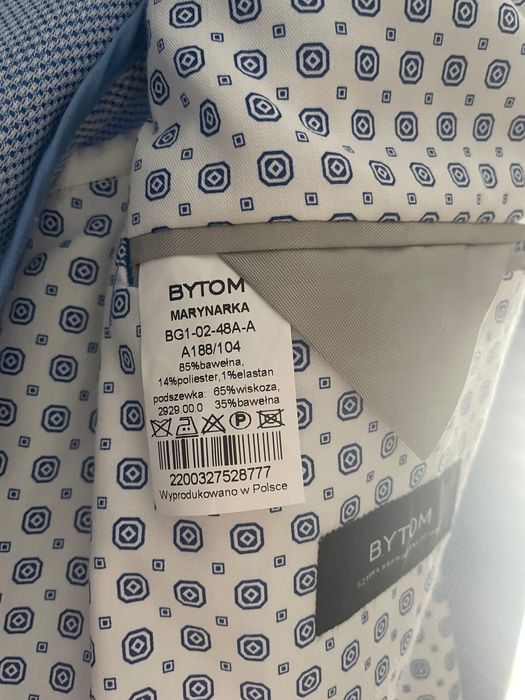 BYTOM
MARYNARKA
BG1-02-48A-A
A188/104
85%bawełna,
14%poliester,1%elastan
podszewka: 65%wiskoza,
2929.00.0 35%bawełna
P
2200327528777
Wyprodukowano w Polsce
BYTOM